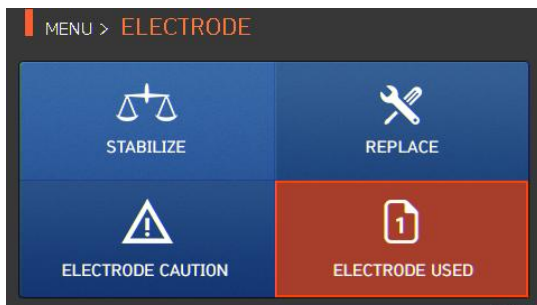 MENU > ELECTRODE
STABILIZE
REPLACE
ELECTRODE CAUTION
1
ELECTRODE USED